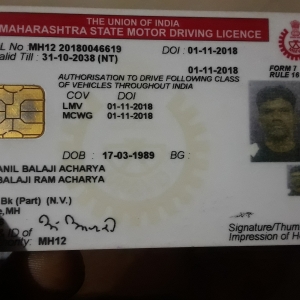 THE UNION OF INDIA
MAHARASHTRA STATE MOTOR DRIVING LICENCE
L No MH12 20180046619 DOI : 01-11-2018
Valid Till : 31-10-2038 (NT) 01-11-2018
FORM 7
RULE 16
AUTHORISATION TO DRIVE FOLLOWING CLASS
OF VEHICLES THROUGHOUT INDIA
COV DOI
LMV 01-11-2018
MCWG 01-11-2018
DOB : 17-03-1989 BG :
ANIL BALAJI ACHARYA
BALAJI RAM ACHARYA
Bk (Part) (N.V.)
MH
ID OF
MH12
Signature/Thum
Impression of H